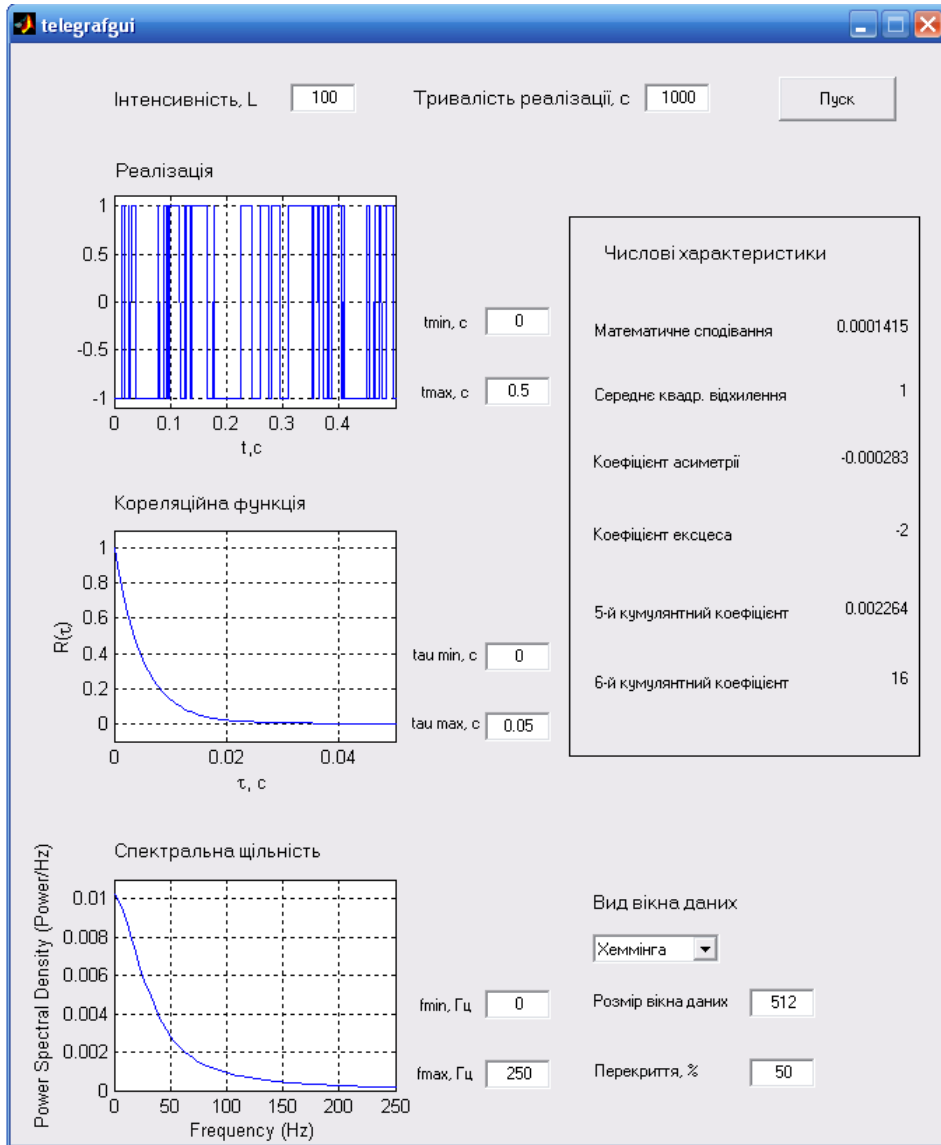 telegrafgui
Інтенсивність, L 100 Тривалість реалізації, с 1000 Пуск
Реалізація
1
0.5
0
-0.5
-1
0 0.1 0.2 0.3 0.4
t,c
tmin, c 0
tmax, c 0.5
Числові характеристики
Математичне сподівання 0.0001415
Середнє квадр. відхилення 1
Коефіцієнт асиметрії -0.000283
Коефіцієнт ексцеса -2
5-й кумулянтний коефіцієнт 0.002264
6-й кумулянтний коефіцієнт 16
Кореляційна функція
R(τ)
1
0.8
0.6
0.4
0.2
0
0 0.02 0.04
τ, c
tau min, c 0
tau max, c 0.05
Спектральна щільність
Power Spectral Density (Power/Hz)
0.01
0.008
0.006
0.004
0.002
0
0 50 100 150 200 250
Frequency (Hz)
fmin, Гц 0
fmax, Гц 250
Вид вікна даних
Хеммінга
Розмір вікна даних 512
Перекриття, % 50